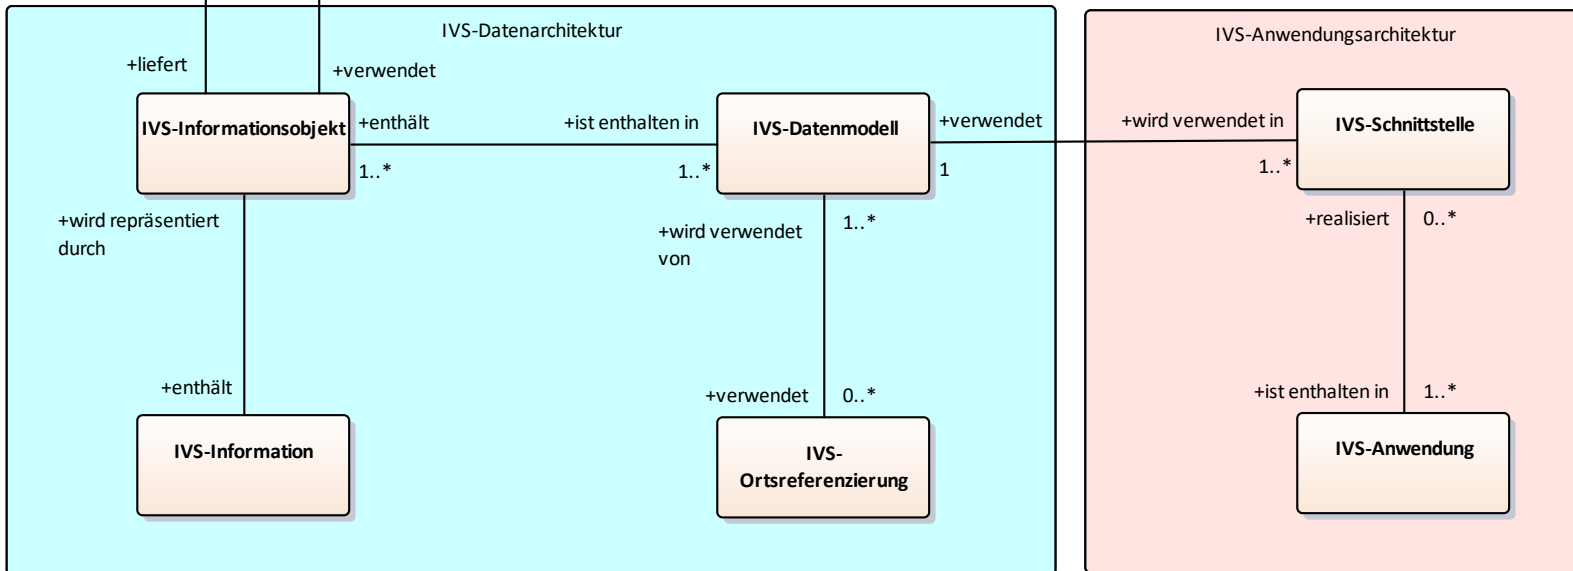 IVS-Datenarchitektur
IVS-Anwendungsarchitektur
+liefert
+verwendet
IVS-Informationsobjekt
+enthält
+ist enthalten in
IVS-Datenmodell
+verwendet
+wird verwendet in
IVS-Schnittstelle
1..*
1..*
1
1..*
+wird repräsentiert
durch
+wird verwendet
von
1..*
+realisiert
0..*
+enthält
+verwendet
0..*
+ist enthalten in
1..*
IVS-Information
IVS-
Ortsreferenzierung
IVS-Anwendung